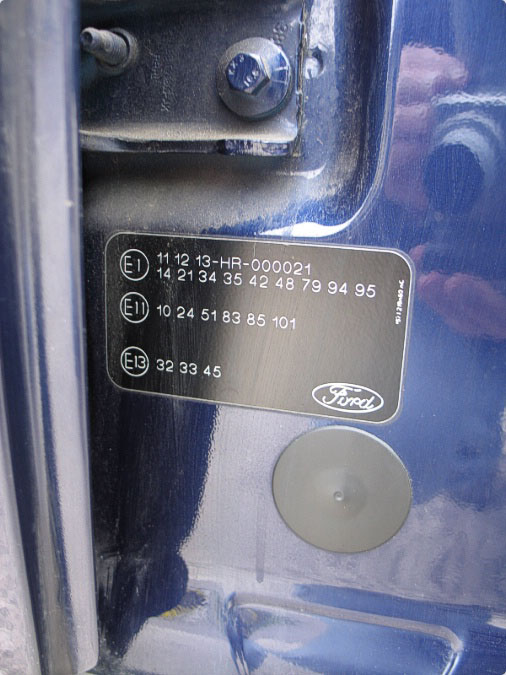 E1 11 12 13-HR-000021
14 21 34 35 42 48 79 94 95
E11 10 24 51 83 85 101
E13 32 33 45
Ford